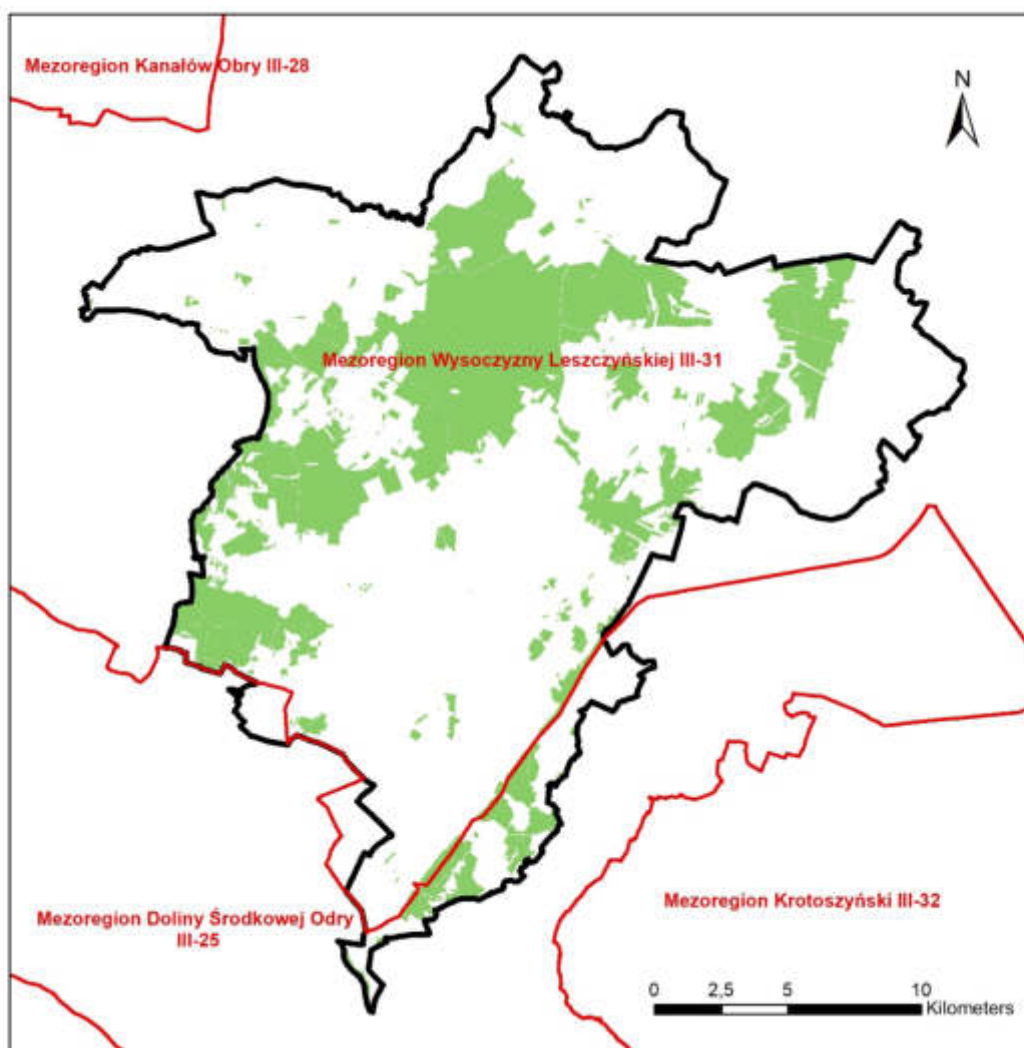 Mezoregion Kanałów Obry III-28
N
Mezoregion Wysoczyzny Leszczyńskiej III-31
Mezoregion Krotoszyński III-32
Mezoregion Doliny Środkowej Odry
III-25
0 2,5 5 10
Kilometers